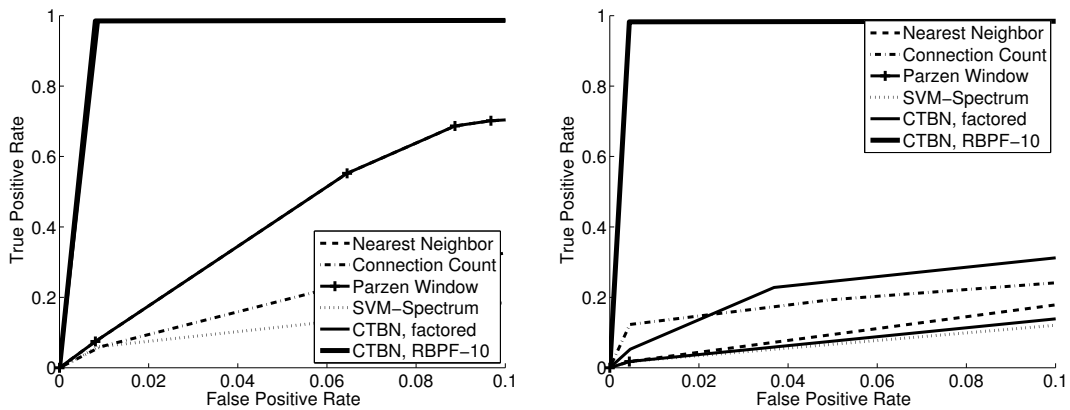 1
0.8
0.6
0.4
0.2
0
0 0.02 0.04 0.06 0.08 0.1
True Positive Rate
False Positive Rate
Nearest Neighbor
Connection Count
Parzen Window
SVM−Spectrum
CTBN, factored
CTBN, RBPF−10
1
0.8
0.6
0.4
0.2
0
0 0.02 0.04 0.06 0.08 0.1
True Positive Rate
False Positive Rate
Nearest Neighbor
Connection Count
Parzen Window
SVM−Spectrum
CTBN, factored
CTBN, RBPF−10